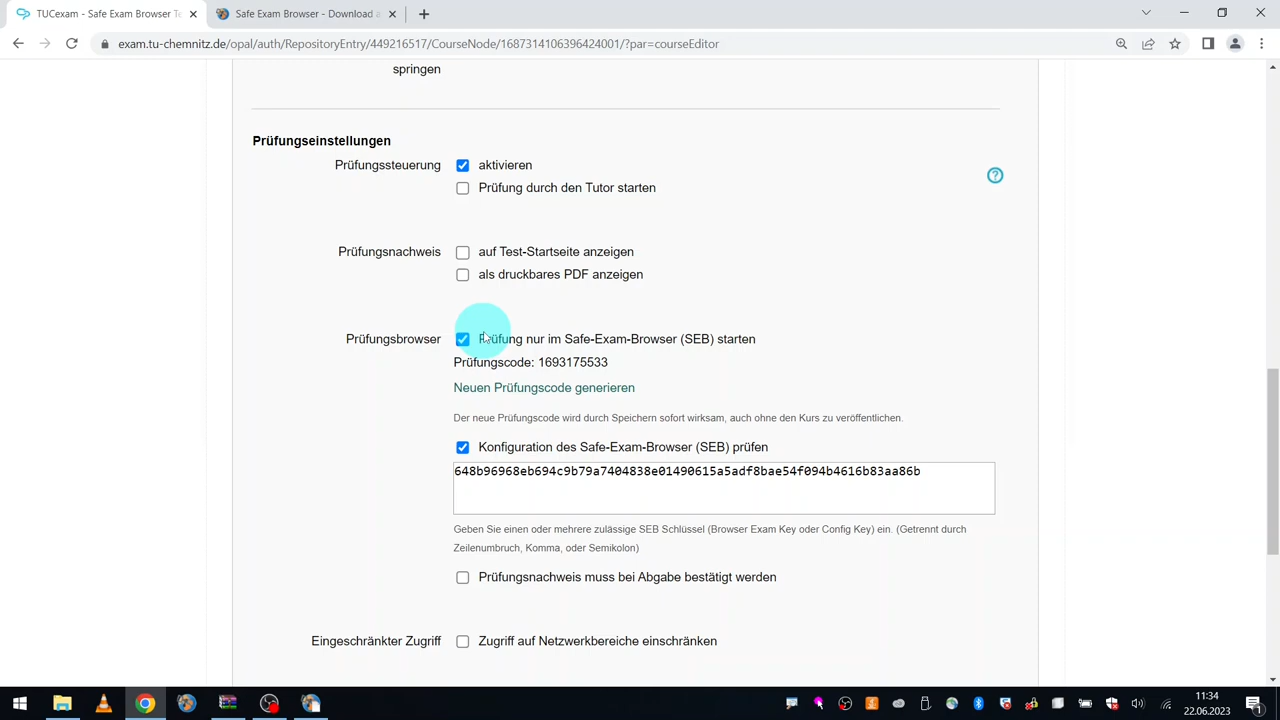 TUCexam - Safe Exam Browser Te
Safe Exam Browser - Download a
exam.tu-chemnitz.de/opal/auth/RepositoryEntry/449216517/CourseNode/1687314106396424001/?par=courseEditor
springen
Prüfungseinstellungen
Prüfungssteuerung
aktivieren
Prüfung durch den Tutor starten
Prüfungsnachweis
auf Test-Startseite anzeigen
als druckbares PDF anzeigen
Prüfungsbrowser
Prüfung nur im Safe-Exam-Browser (SEB) starten
Prüfungscode: 1693175533
Neuen Prüfungscode generieren
Der neue Prüfungscode wird durch Speichern sofort wirksam, auch ohne den Kurs zu veröffentlichen.
Konfiguration des Safe-Exam-Browser (SEB) prüfen
648b96968eb694c9b79a7404838e01490615a5adf8bae54f094b4616b83aa86b
Geben Sie einen oder mehrere zulässige SEB Schlüssel (Browser Exam Key oder Config Key) ein. (Getrennt durch
Zeilenumbruch, Komma, oder Semikolon)
Prüfungsnachweis muss bei Abgabe bestätigt werden
Eingeschränkter Zugriff
Zugriff auf Netzwerkbereiche einschränken
11:34
22.06.2023
1